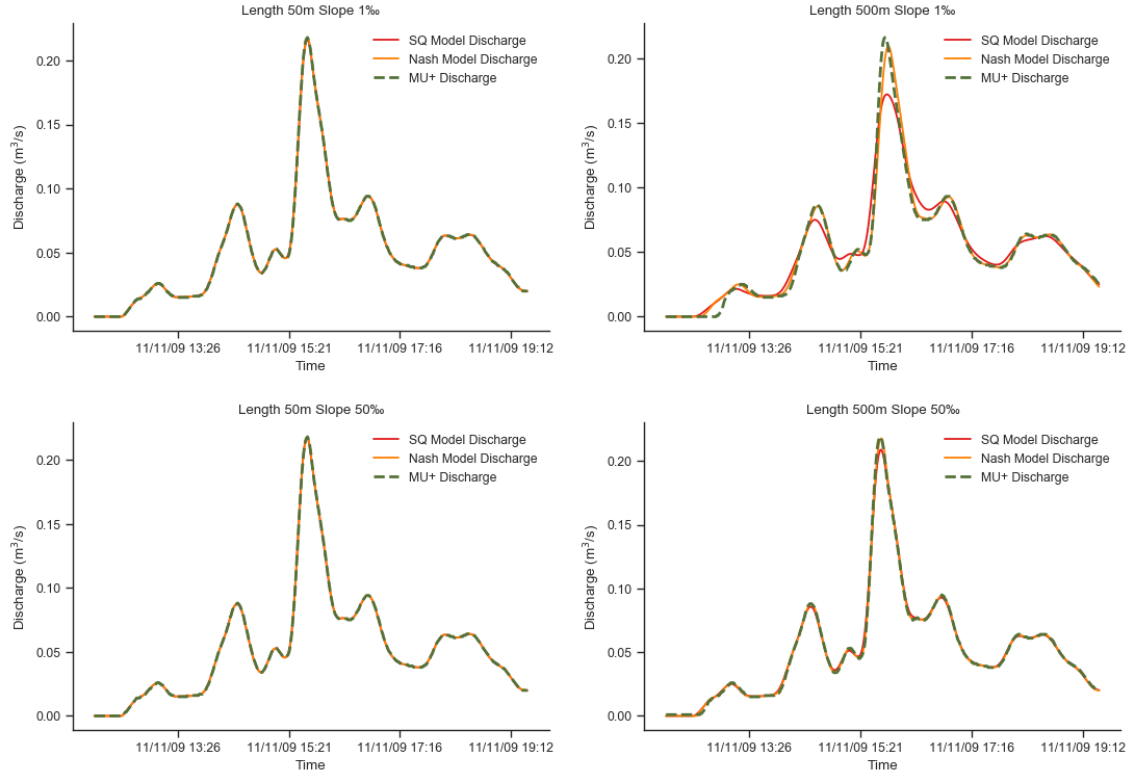 Length 50m Slope 1‰
Discharge (m³/s)
0.20
0.15
0.10
0.05
0.00
SQ Model Discharge
Nash Model Discharge
MU+ Discharge
11/11/09 13:26
11/11/09 15:21
11/11/09 17:16
11/11/09 19:12
Time
Length 500m Slope 1‰
Discharge (m³/s)
0.20
0.15
0.10
0.05
0.00
SQ Model Discharge
Nash Model Discharge
MU+ Discharge
11/11/09 13:26
11/11/09 15:21
11/11/09 17:16
11/11/09 19:12
Time
Length 50m Slope 50‰
Discharge (m³/s)
0.20
0.15
0.10
0.05
0.00
SQ Model Discharge
Nash Model Discharge
MU+ Discharge
11/11/09 13:26
11/11/09 15:21
11/11/09 17:16
11/11/09 19:12
Time
Length 500m Slope 50‰
Discharge (m³/s)
0.20
0.15
0.10
0.05
0.00
SQ Model Discharge
Nash Model Discharge
MU+ Discharge
11/11/09 13:26
11/11/09 15:21
11/11/09 17:16
11/11/09 19:12
Time